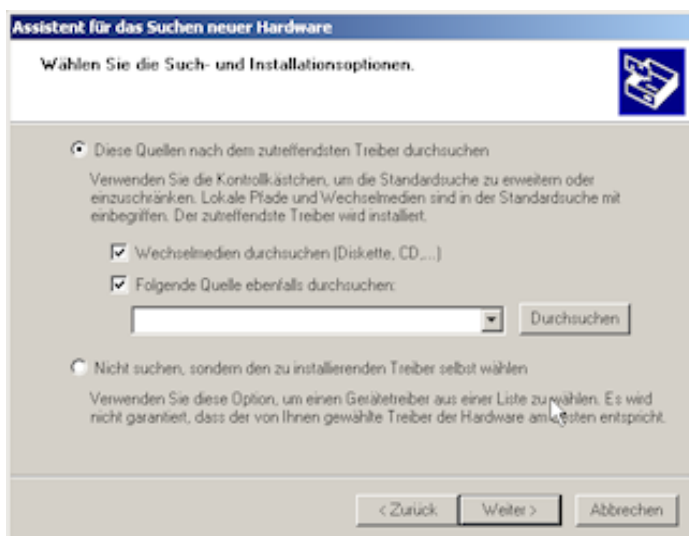 Assistent für das Suchen neuer Hardware
Wählen Sie die Such- und Installationsoptionen.
Diese Quellen nach dem zutreffendsten Treiber durchsuchen
Verwenden Sie die Kontrollkästchen, um die Standardsuche zu erweitern oder
einzuschränken. Lokale Pfade und Wechselmedien sind in der Standardsuche mit
einbegriffen. Der zutreffendste Treiber wird installiert.
Wechselmedien durchsuchen (Diskette, CD,...)
Folgende Quelle ebenfalls durchsuchen:
Durchsuchen
Nicht suchen, sondern den zu installierenden Treiber selbst wählen
Verwenden Sie diese Option, um einen Gerätetreiber aus einer Liste zu wählen. Es wird
nicht garantiert, dass der von Ihnen gewählte Treiber der Hardware am besten entspricht.
< Zurück Weiter > Abbrechen